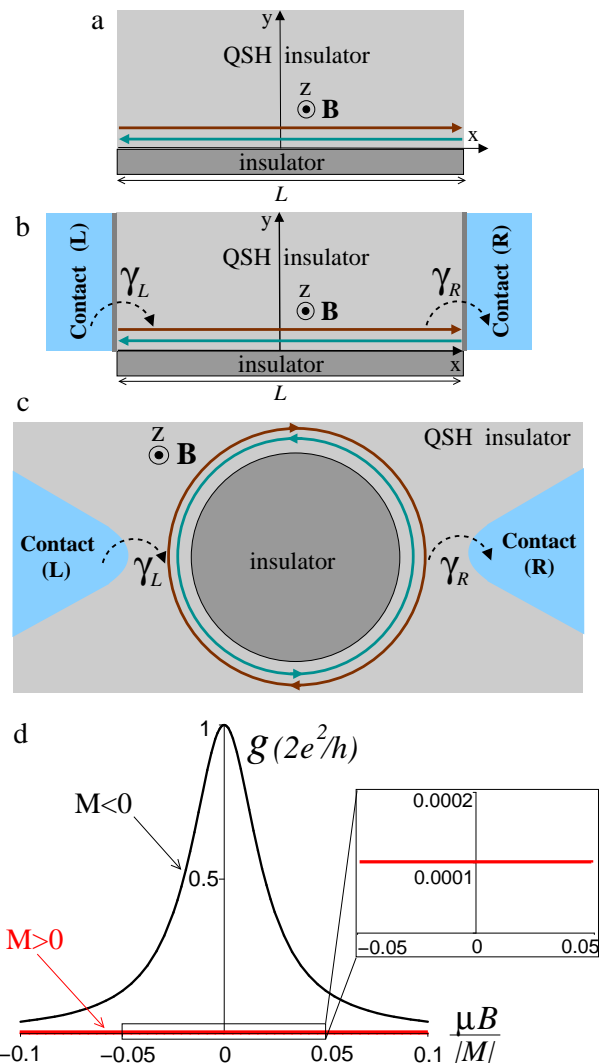 a
y
QSH insulator
z
B
x
insulator
L
b
y
Contact (L)
QSH insulator
Contact (R)
γL
γR
z
B
insulator
x
L
c
z
B
QSH insulator
Contact
(L)
γL
insulator
γR
Contact
(R)
d
1
g (2e²/h)
M<0
0.0002
0.5
0.0001
M>0
−0.05
0
0.05
−0.1
−0.05
0
0.05
0.1
μB
|M|